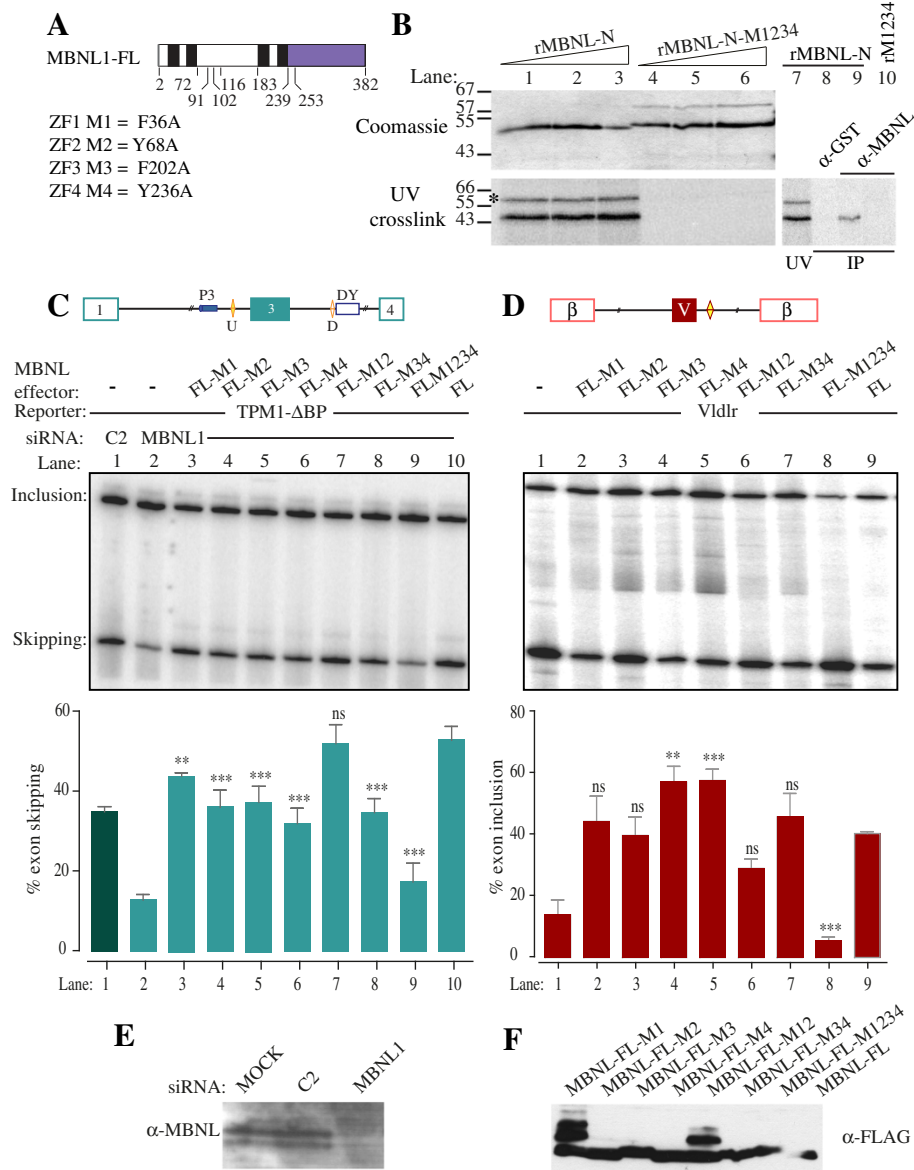 A
MBNL1-FL
2 72 116 183 382
91 102 239 253
ZF1 M1 = F36A
ZF2 M2 = Y68A
ZF3 M3 = F202A
ZF4 M4 = Y236A
B
rMBNL-N
rMBNL-N-M1234
rMBNL-N
rM1234
Lane:
1 2 3 4 5 6 7 8 9 10
67
57
55
43
Coomassie
α-GST
α-MBNL
UV
crosslink
66
55
43
*
UV
IP
C
1 P3 U 3 D DY 4
MBNL
effector:
- - FL-M1 FL-M2 FL-M3 FL-M4 FL-M12 FL-M34 FLM1234 FL
Reporter: TPM1-ΔBP
siRNA: C2 MBNL1
Lane: 1 2 3 4 5 6 7 8 9 10
Inclusion:
Skipping:
% exon skipping
60
40
20
0
** *** *** *** ns *** ***
Lane: 1 2 3 4 5 6 7 8 9 10
D
β V β
- FL-M1 FL-M2 FL-M3 FL-M4 FL-M12 FL-M34 FL-M1234 FL
Vldlr
1 2 3 4 5 6 7 8 9
% exon inclusion
80
60
40
20
0
ns ns ** *** ns ns ***
Lane: 1 2 3 4 5 6 7 8 9
E
siRNA: MOCK C2 MBNL1
α-MBNL
F
MBNL-FL-M1
MBNL-FL-M2
MBNL-FL-M3
MBNL-FL-M4
MBNL-FL-M12
MBNL-FL-M34
MBNL-FL-M1234
MBNL-FL
α-FLAG